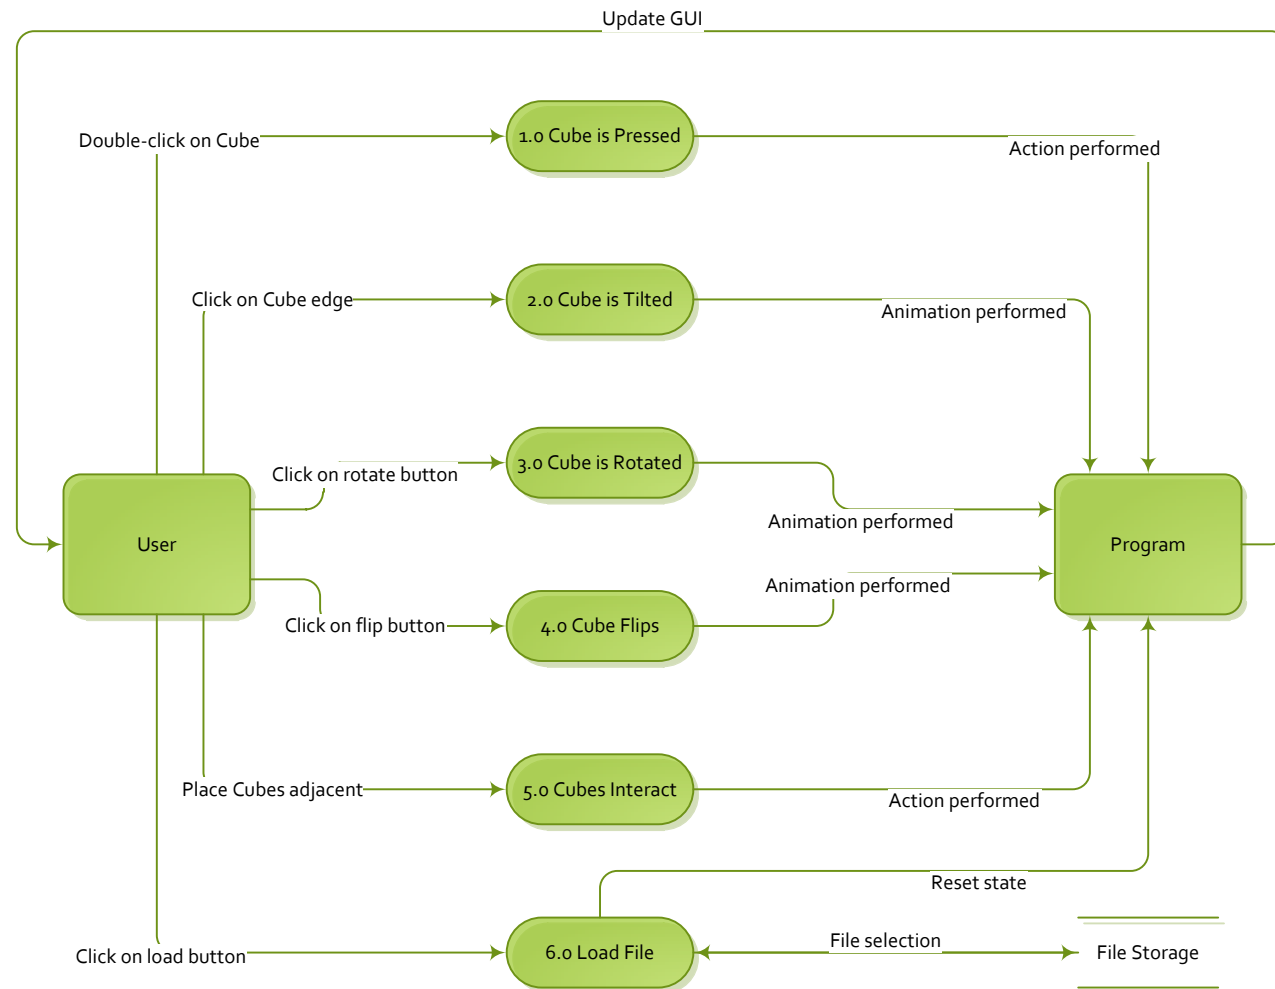 Update GUI
Double-click on Cube
1.0 Cube is Pressed
Action performed
Click on Cube edge
2.0 Cube is Tilted
Animation performed
Click on rotate button
3.0 Cube is Rotated
Animation performed
User
Program
Click on flip button
4.0 Cube Flips
Animation performed
Place Cubes adjacent
5.0 Cubes Interact
Action performed
Reset state
Click on load button
6.0 Load File
File selection
File Storage